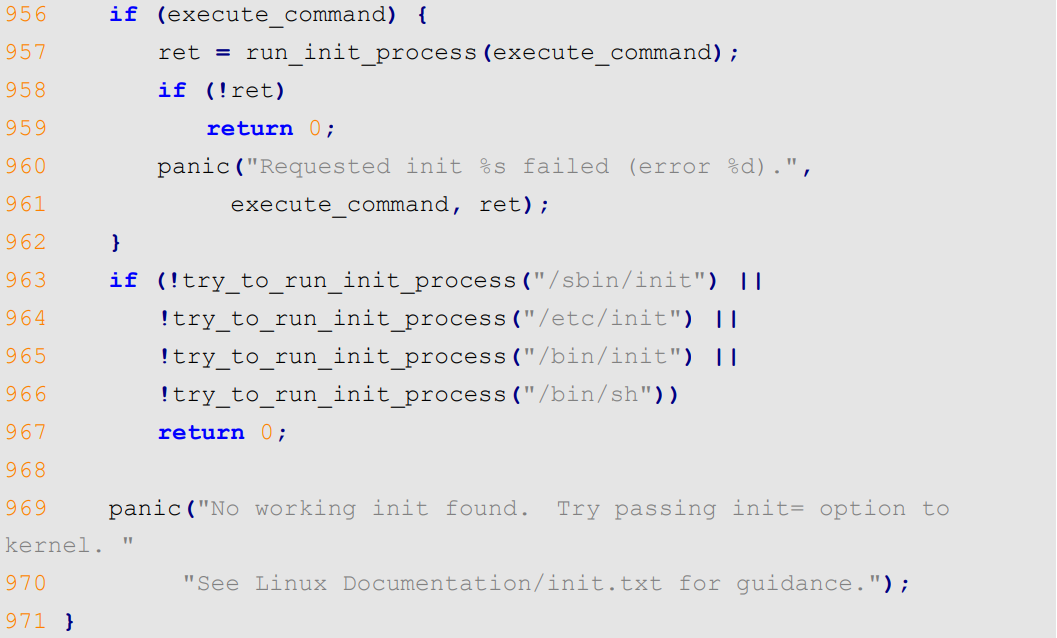 956     if (execute_command) {
957         ret = run_init_process(execute_command);
958         if (!ret)
959             return 0;
960         panic("Requested init %s failed (error %d).",
961               execute_command, ret);
962     }
963     if (!try_to_run_init_process("/sbin/init") ||
964         !try_to_run_init_process("/etc/init") ||
965         !try_to_run_init_process("/bin/init") ||
966         !try_to_run_init_process("/bin/sh"))
967         return 0;
968
969     panic("No working init found.  Try passing init= option to
kernel. "
970           "See Linux Documentation/init.txt for guidance.");
971 }